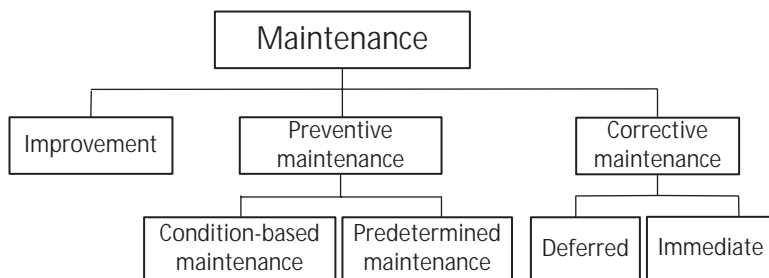 Maintenance
Improvement
Preventive
maintenance
Corrective
maintenance
Condition-based
maintenance
Predetermined
maintenance
Deferred
Immediate